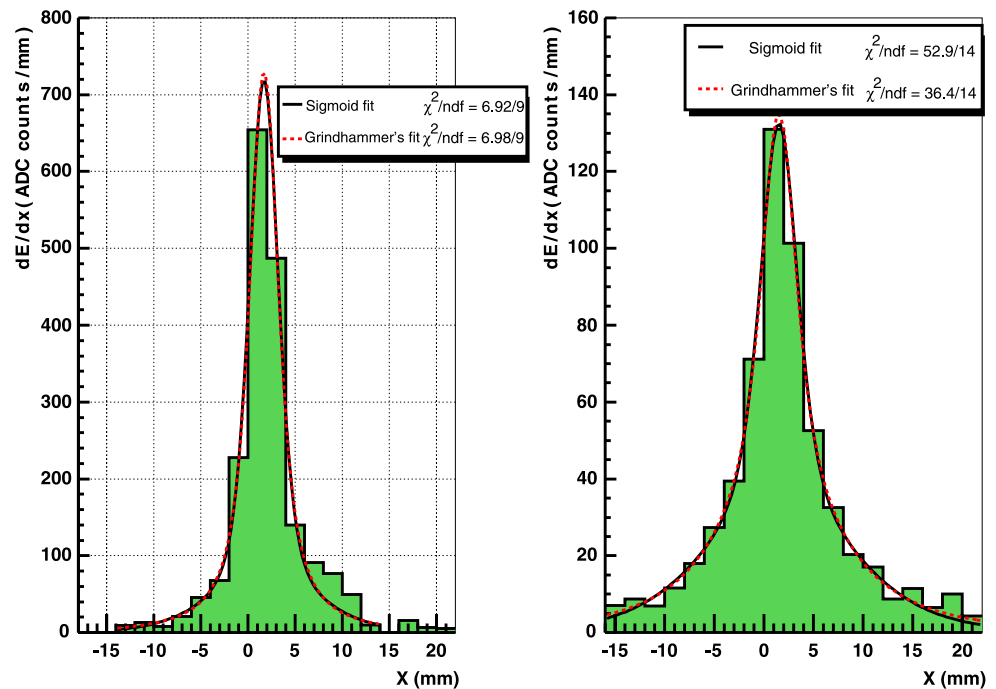 800
700
600
500
400
300
200
100
0
dE/dx( ADC count s/mm)
Sigmoid fit χ²/ndf = 6.92/9
Grindhammer's fit χ²/ndf = 6.98/9
-15 -10 -5 0 5 10 15 20
X (mm)
160
140
120
100
80
60
40
20
0
dE/dx( ADC count s/mm)
Sigmoid fit χ²/ndf = 52.9/14
Grindhammer's fit χ²/ndf = 36.4/14
-15 -10 -5 0 5 10 15 20
X (mm)